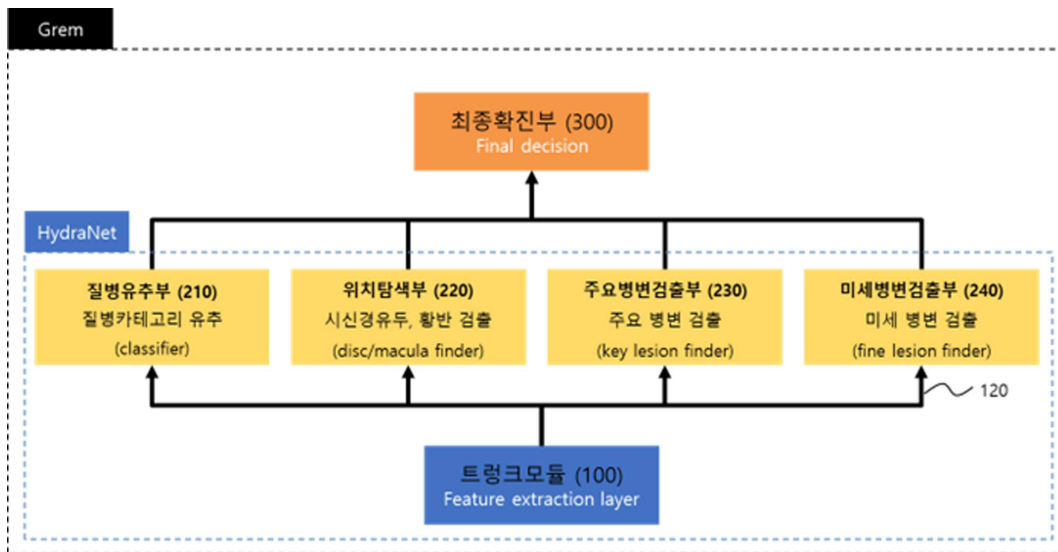 Grem
최종확진부 (300)
Final decision
HydraNet
질병유추부 (210)
질병카테고리 유추
(classifier)
위치탐색부 (220)
시신경유두, 황반 검출
(disc/macula finder)
주요병변검출부 (230)
주요 병변 검출
(key lesion finder)
미세병변검출부 (240)
미세 병변 검출
(fine lesion finder)
120
트렁크모듈 (100)
Feature extraction layer